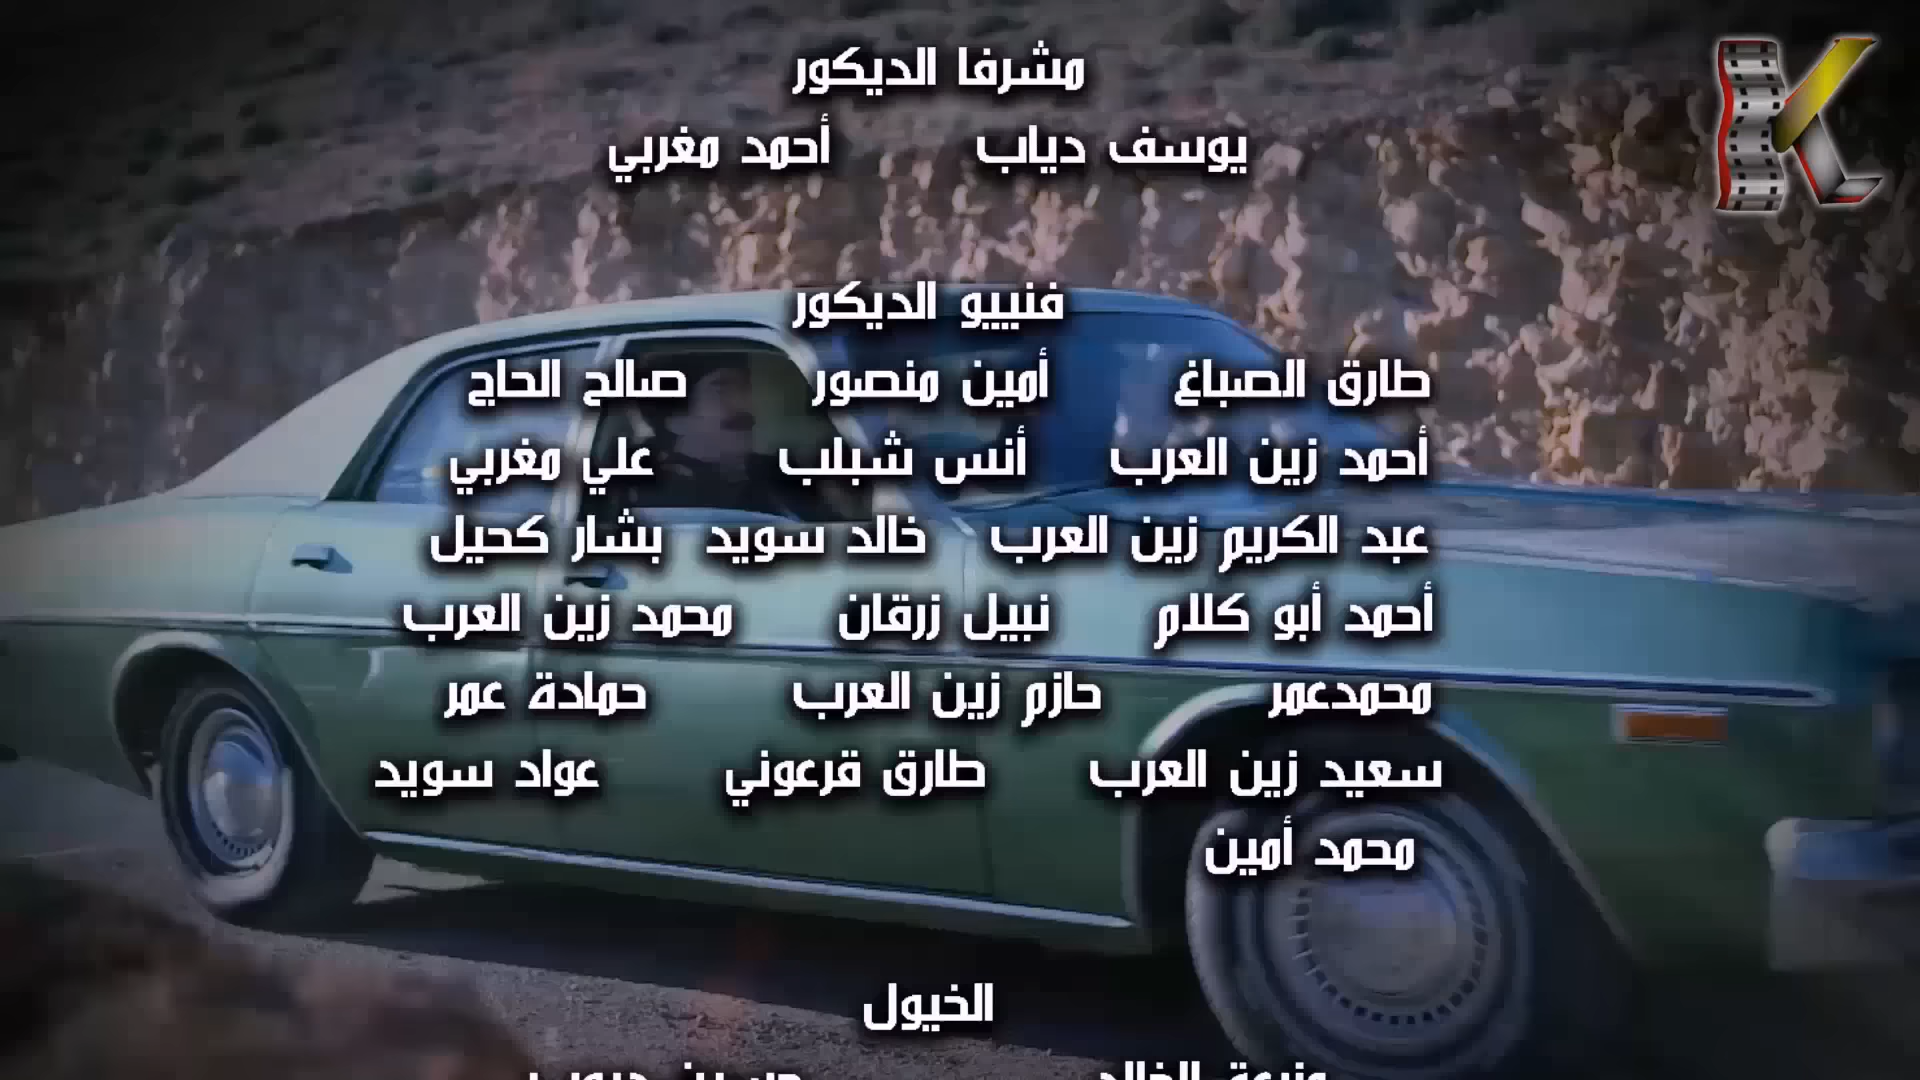 مشرفا الديكور
يوسف دياب أحمد مغربي
فنييو الديكور
طارق الصباغ أمين منصور صالح الحاج
أحمد زين العرب أنس شبلب علي مغربي
عبد الكريم زين العرب خالد سويد بشار كحيل
أحمد أبو كلام نبيل زرقان محمد زين العرب
محمدعمر حازم زين العرب حمادة عمر
سعيد زين العرب طارق قرعوني عواد سويد
محمد أمين
الخيول